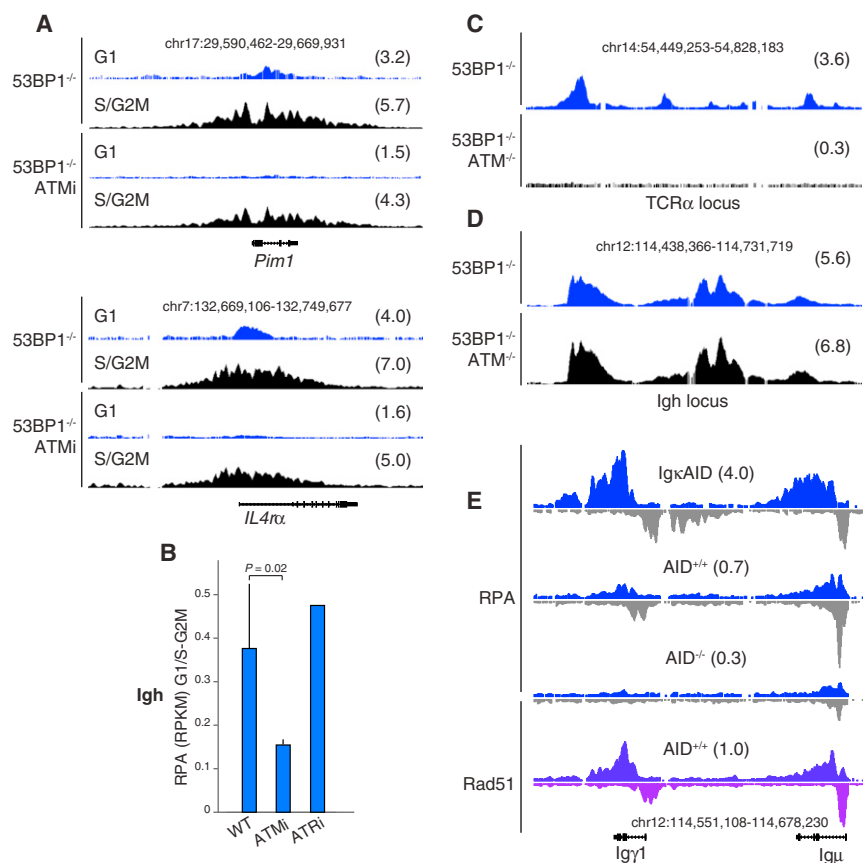 A
chr17:29,590,462-29,669,931
G1
(3.2)
53BP1-/-
S/G2M
(5.7)
G1
(1.5)
53BP1-/-
ATMi
S/G2M
(4.3)
Pim1
chr7:132,669,106-132,749,677
G1
(4.0)
53BP1-/-
S/G2M
(7.0)
G1
(1.6)
53BP1-/-
ATMi
S/G2M
(5.0)
IL4rα
B
P = 0.02
Igh
RPA (RPKM) G1/S-G2M
0.5
0.4
0.3
0.2
0.1
0
WT
ATMi
ATRi
C
chr14:54,449,253-54,828,183
53BP1-/-
(3.6)
53BP1-/-
ATM-/-
(0.3)
TCRα locus
D
chr12:114,438,366-114,731,719
53BP1-/-
(5.6)
53BP1-/-
ATM-/-
(6.8)
Igh locus
E
IgκAID (4.0)
AID+/+ (0.7)
RPA
AID-/- (0.3)
AID+/+ (1.0)
Rad51
chr12:114,551,108-114,678,230
Igγ1
Igμ